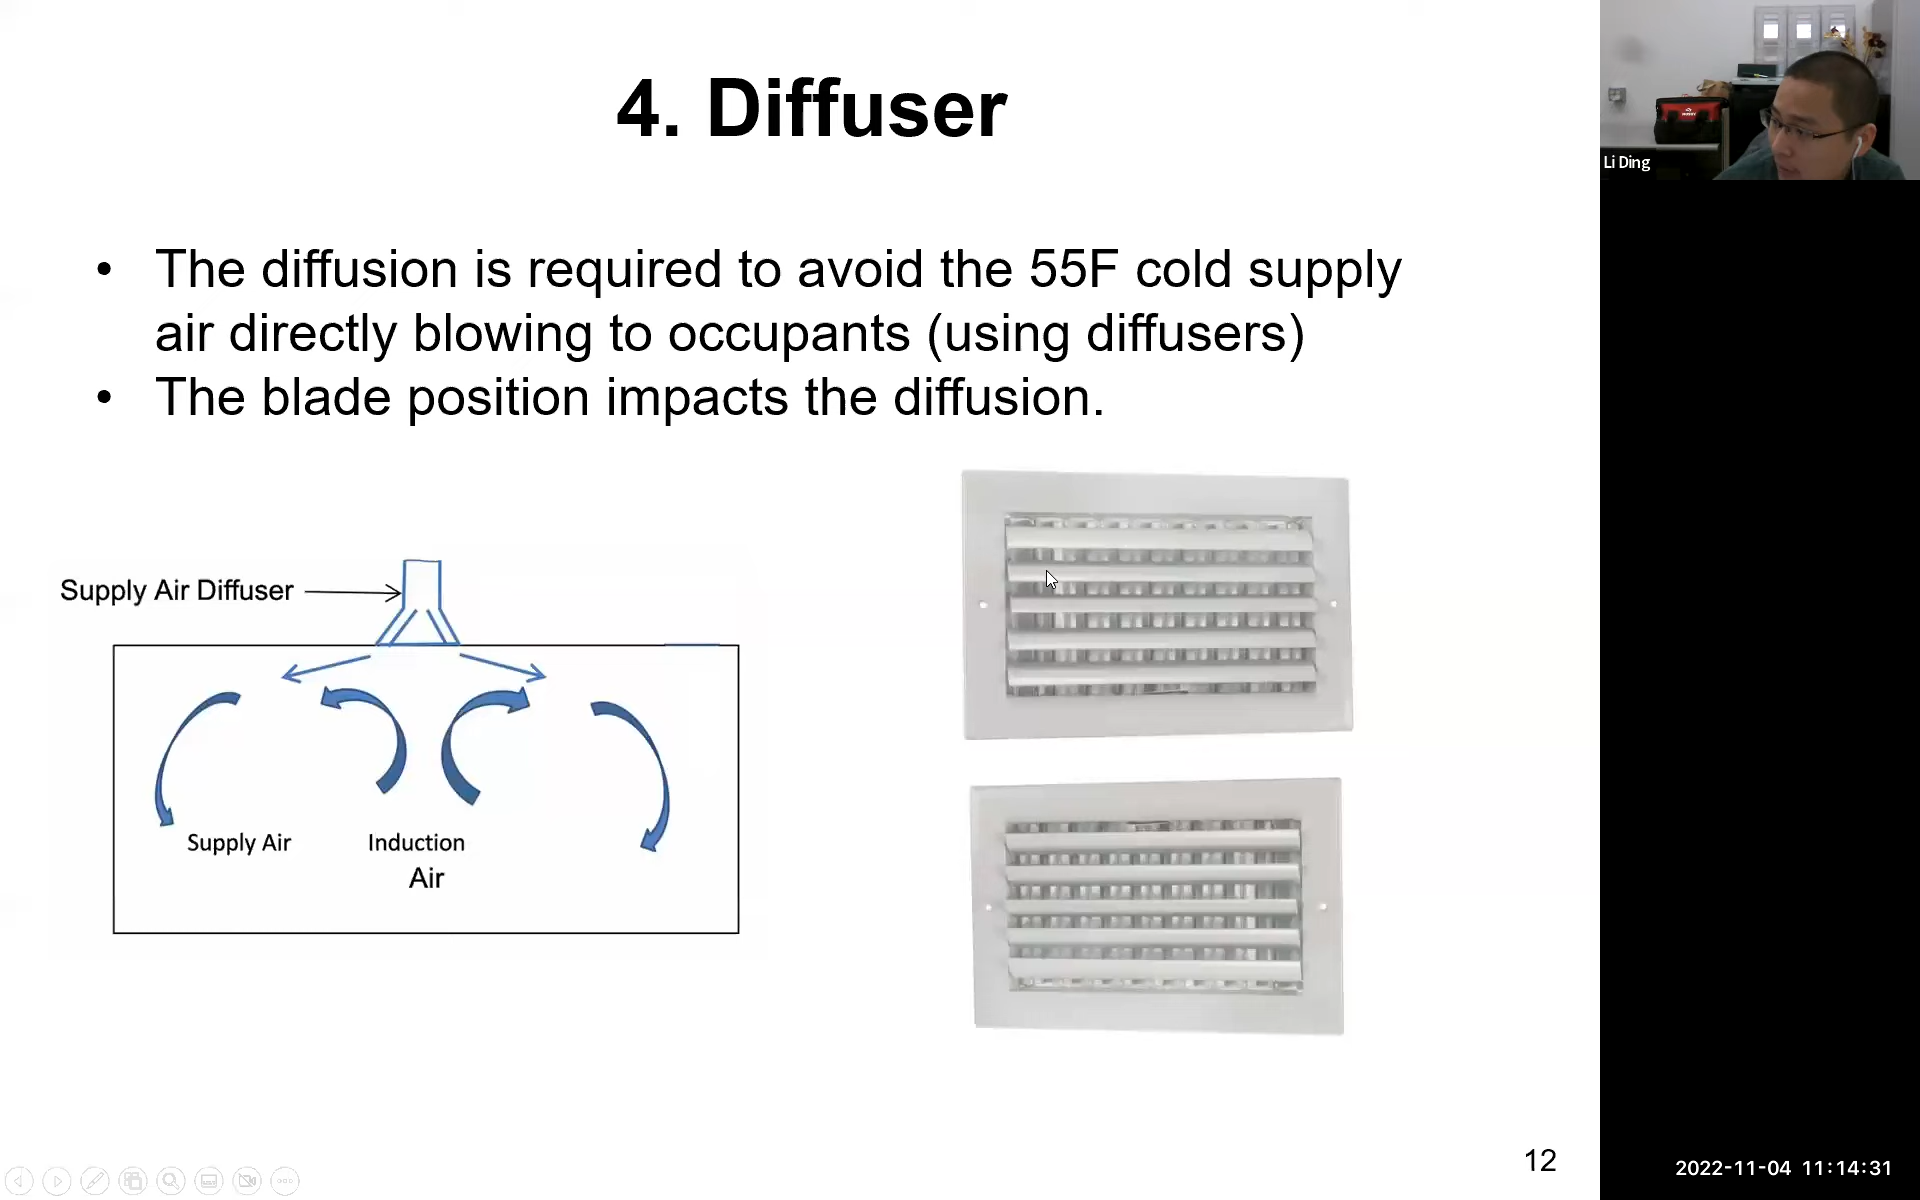 4. Diffuser
• The diffusion is required to avoid the 55F cold supply
air directly blowing to occupants (using diffusers)
• The blade position impacts the diffusion.
Supply Air Diffuser
Supply Air
Induction
Air
12
Li Ding
2022-11-04 11:14:31